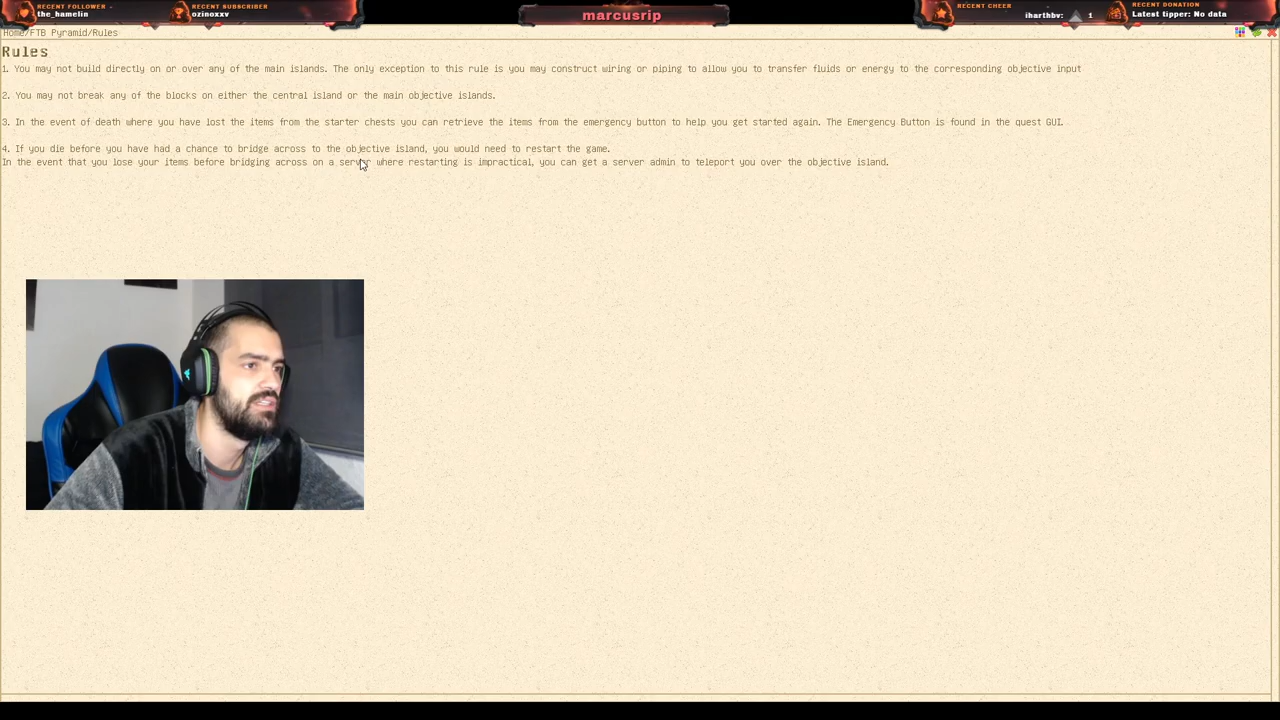 RECENT FOLLOWER -
the_hamelin
RECENT SUBSCRIBER
ozinoxxv
marcusrip
RECENT CHEER
iharthbv: 1
RECENT DONATION
Latest tipper: No data
Home/FTB Pyramid/Rules
Rules
1. You may not build directly on or over any of the main islands. The only exception to this rule is you may construct wiring or piping to allow you to transfer fluids or energy to the corresponding objective input
2. You may not break any of the blocks on either the central island or the main objective islands.
3. In the event of death where you have lost the items from the starter chests you can retrieve the items from the emergency button to help you get started again. The Emergency Button is found in the quest GUI.
4. If you die before you have had a chance to bridge across to the objective island, you would need to restart the game.
In the event that you lose your items before bridging across on a server where restarting is impractical, you can get a server admin to teleport you over the objective island.